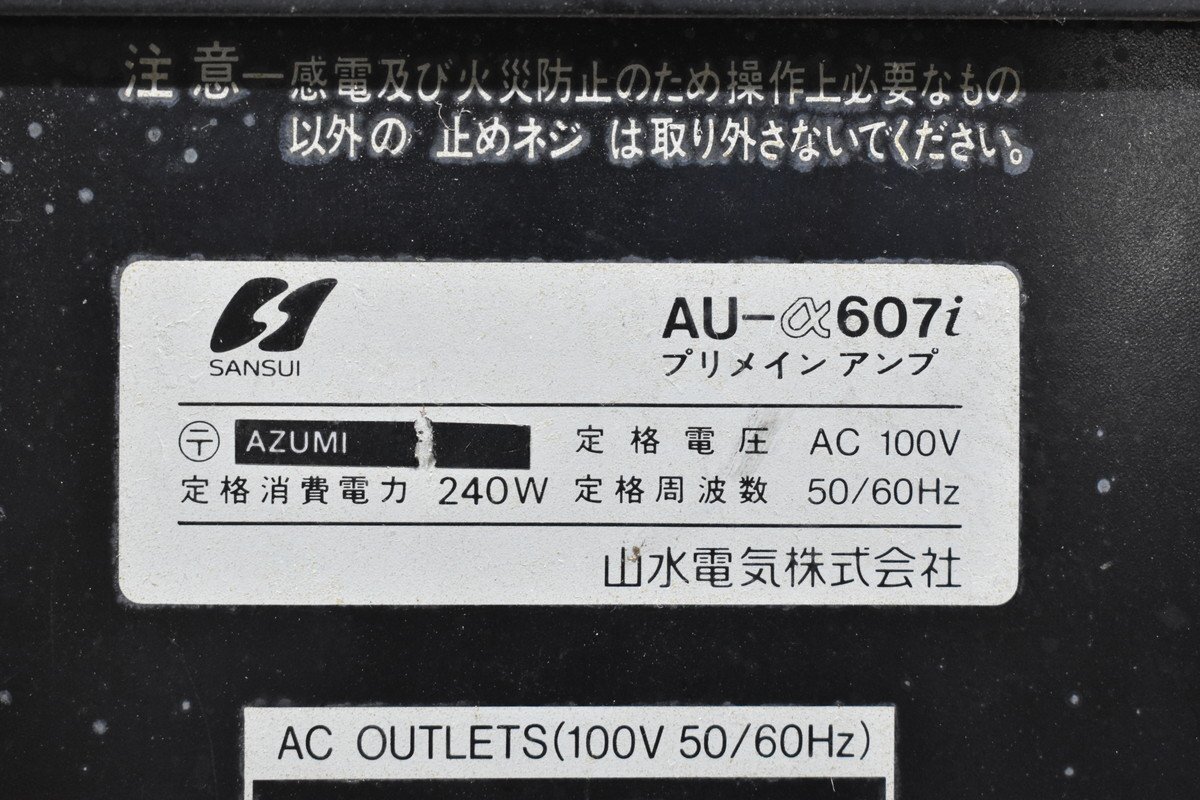 注意－感電及び火災防止のため操作上必要なもの
以外の 止めネジ は取り外さないでください。
SANSUI
AU-α607i
プリメインアンプ
〒 AZUMI 定格電圧 AC 100V
定格消費電力 240W 定格周波数 50/60Hz
山水電気株式会社
AC OUTLETS(100V 50/60Hz)